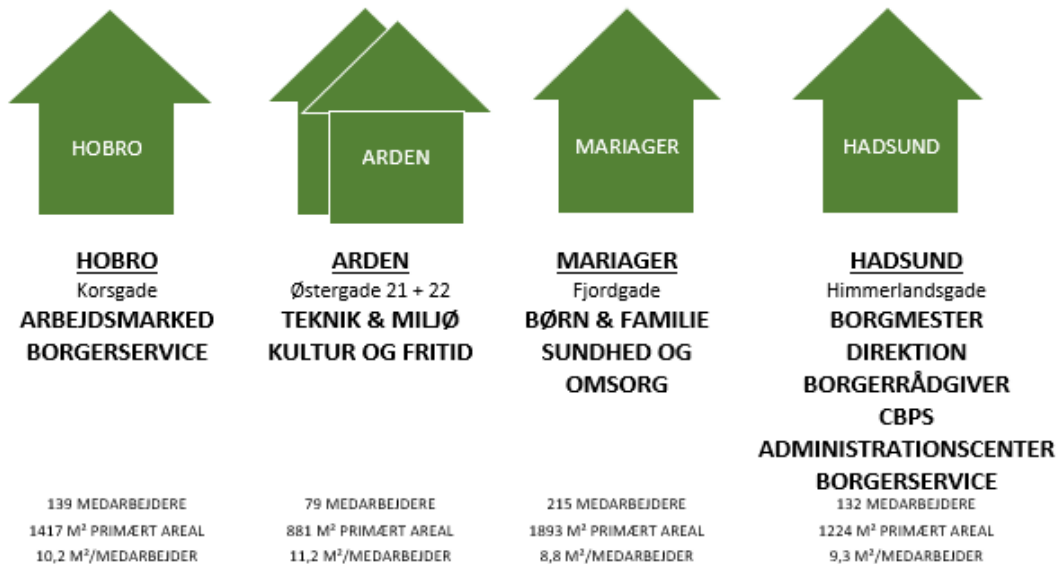 HOBRO
ARDEN
MARIAGER
HADSUND
HOBRO
Korsgade
ARBEJDSMARKED
BORGERSERVICE
139 MEDARBEJDERE
1417 M² PRIMÆRT AREAL
10,2 M²/MEDARBEJDER
ARDEN
Østergade 21 + 22
TEKNIK & MILJØ
KULTUR OG FRITID
79 MEDARBEJDERE
881 M² PRIMÆRT AREAL
11,2 M²/MEDARBEJDER
MARIAGER
Fjordgade
BØRN & FAMILIE
SUNDHED OG
OMSORG
215 MEDARBEJDERE
1893 M² PRIMÆRT AREAL
8,8 M²/MEDARBEJDER
HADSUND
Himmerlandsgade
BORGMESTER
DIREKTION
BORGERRÅDGIVER
CBPS
ADMINISTRATIONSCENTER
BORGERSERVICE
132 MEDARBEJDERE
1224 M² PRIMÆRT AREAL
9,3 M²/MEDARBEJDER